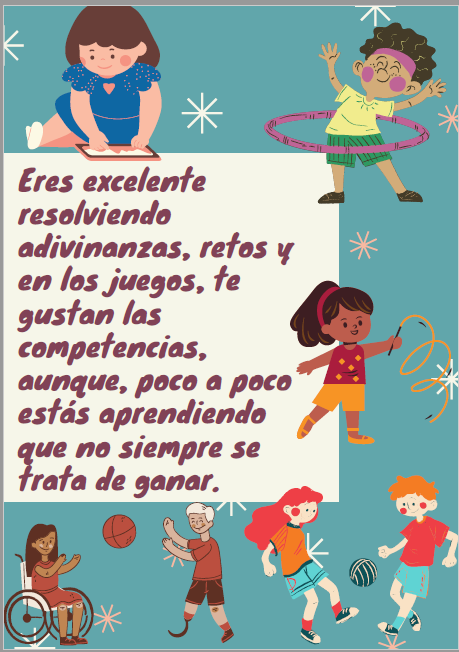 Eres excelente
resolviendo
adivinanzas, retos y
en los juegos, te
gustan las
competencias,
aunque, poco a poco
estás aprendiendo
que no siempre se
trata de ganar.